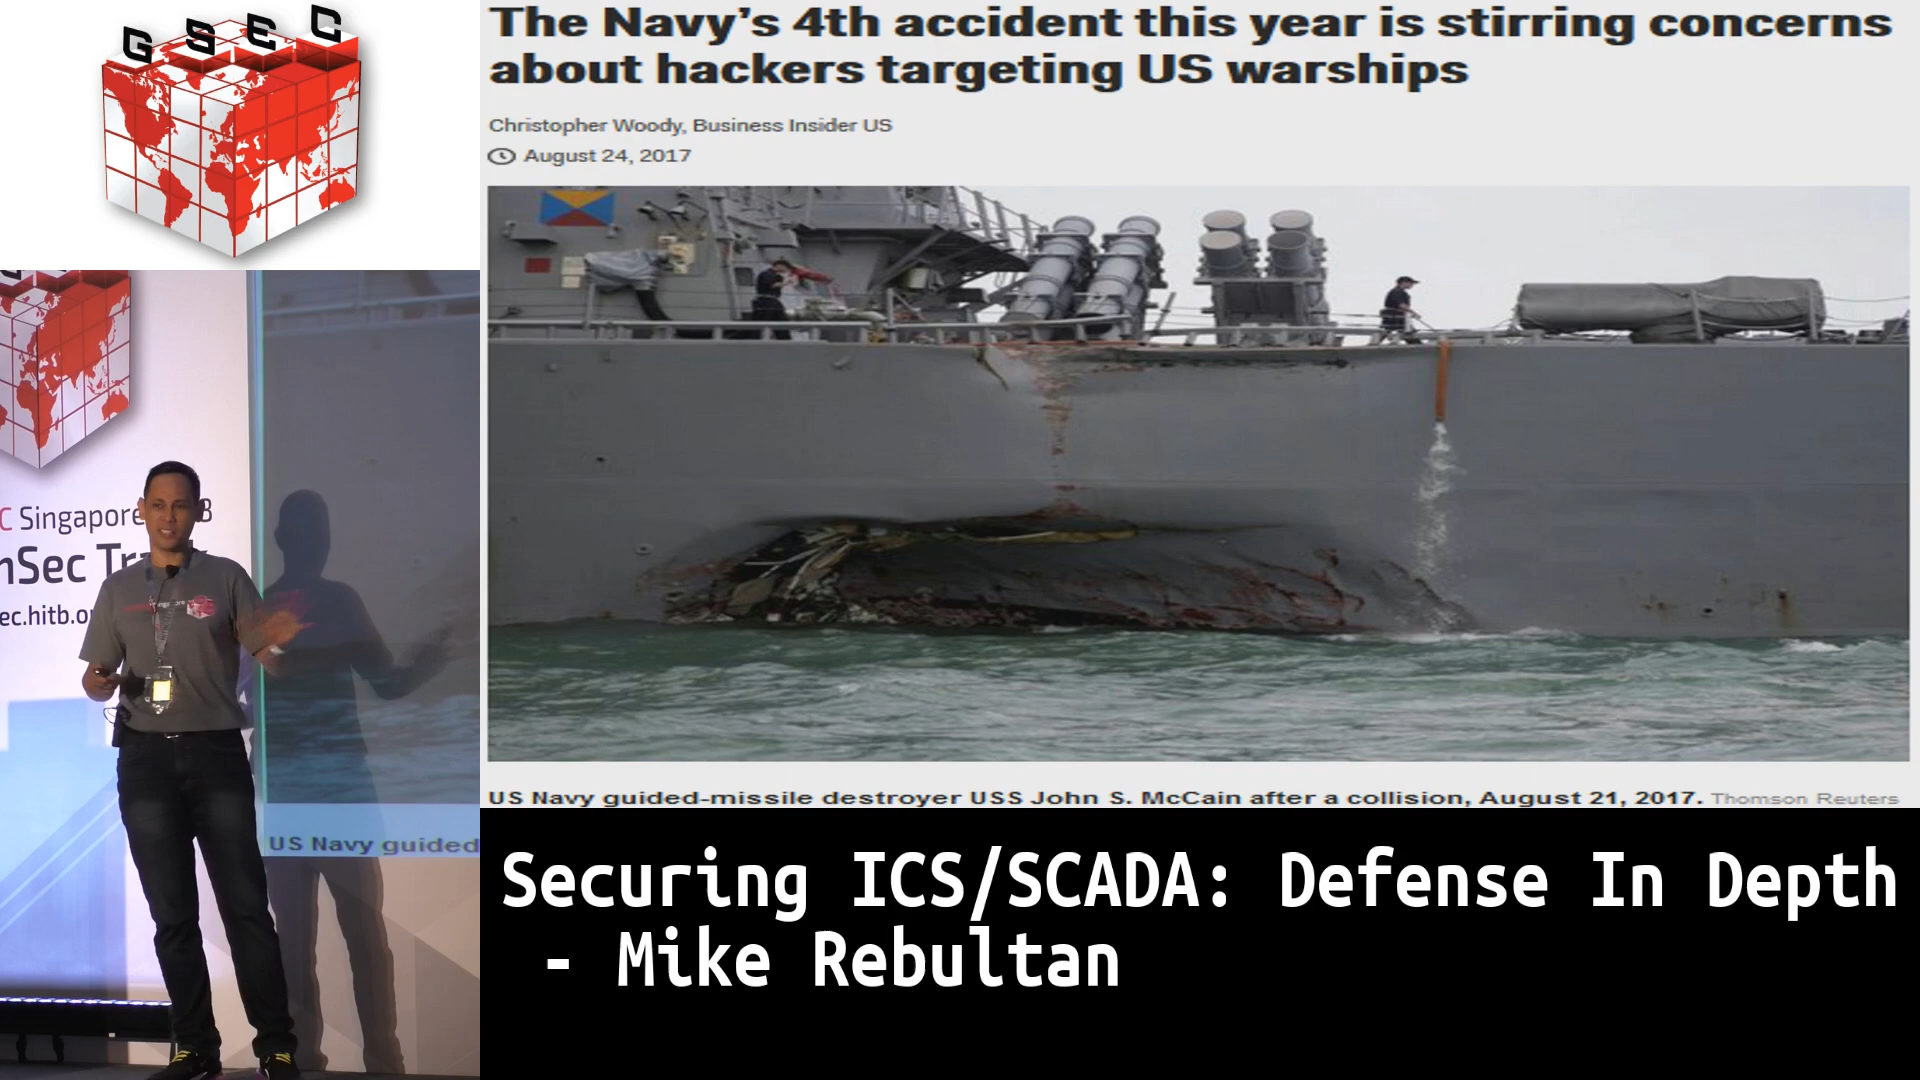 GSEC
The Navy's 4th accident this year is stirring concerns
about hackers targeting US warships
Christopher Woody, Business Insider US
August 24, 2017
US Navy guided-missile destroyer USS John S. McCain after a collision, August 21, 2017. Thomson Reuters
C Singapore
Sec
ec.hitb.o
US Navy guided
Securing ICS/SCADA: Defense In Depth
- Mike Rebultan